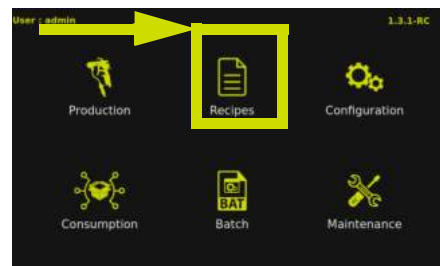 User : admin
1.3.1-RC
Production
Recipes
Configuration
BAT
Consumption
Batch
Maintenance